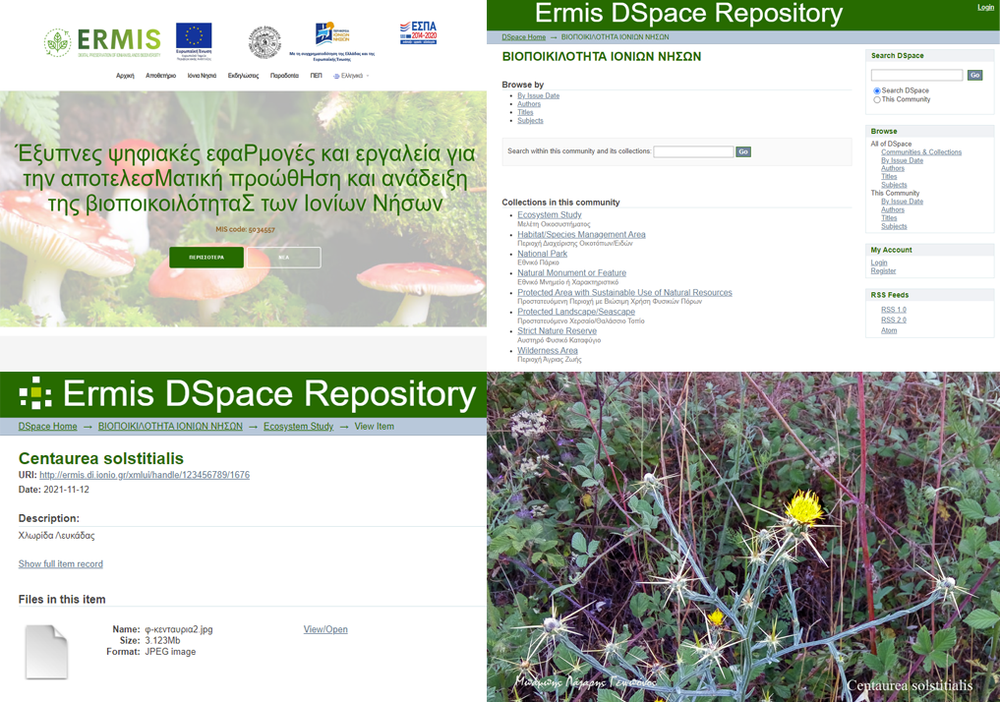 ERMIS
DIGITAL PRESERVATION OF IONIAN ISLANDS BIODIVERSITY
Ευρωπαϊκή Ένωση
ΠΕΡΙΦΕΡΕΙΑ
ΙΟΝΙΩΝ
ΝΗΣΩΝ
ΕΣΠΑ
2014-2020
Με τη συγχρηματοδότηση της Ελλάδας και της
Ευρωπαϊκής Ένωσης
Αρχική Αποθετήριο Ιόνια Νησιά Εκδηλώσεις Παραδοτέα ΠΕΠ Ελληνικά
Έξυπνες ψηφιακές εφαΡμογές και εργαλεία για
την αποτελεσΜατική προώθΗση και ανάδειξη
της βιοποικοιλότηταΣ των Ιονίων Νήσων
MIS code: 5034557
ΠΕΡΙΣΣΟΤΕΡΑ
ΝΕΑ
Ermis DSpace Repository
Login
DSpace Home → ΒΙΟΠΟΙΚΙΛΟΤΗΤΑ ΙΟΝΙΩΝ ΝΗΣΩΝ
ΒΙΟΠΟΙΚΙΛΟΤΗΤΑ ΙΟΝΙΩΝ ΝΗΣΩΝ
Browse by
By Issue Date
Authors
Titles
Subjects
Search within this community and its collections: Go
Collections in this community
Ecosystem Study
Μελέτη Οικοσυστήματος
Habitat/Species Management Area
Περιοχή Διαχείρισης Οικοτόπων/Ειδών
National Park
Εθνικό Πάρκο
Natural Monument or Feature
Εθνικό Μνημείο ή Χαρακτηριστικό
Protected Area with Sustainable Use of Natural Resources
Προστατευόμενη Περιοχή με Βιώσιμη Χρήση Φυσικών Πόρων
Protected Landscape/Seascape
Προστατευόμενο Χερσαίο/Θαλάσσιο Τοπίο
Strict Nature Reserve
Αυστηρό Φυσικό Καταφύγιο
Wilderness Area
Περιοχή Άγριας Ζωής
Search DSpace
Go
Search DSpace
This Community
Browse
All of DSpace
Communities & Collections
By Issue Date
Authors
Titles
Subjects
This Community
By Issue Date
Authors
Titles
Subjects
My Account
Login
Register
RSS Feeds
RSS 1.0
RSS 2.0
Atom
Ermis DSpace Repository
DSpace Home → ΒΙΟΠΟΙΚΙΛΟΤΗΤΑ ΙΟΝΙΩΝ ΝΗΣΩΝ → Ecosystem Study → View Item
Centaurea solstitialis
URI: http://ermis.di.ionio.gr/xmlui/handle/123456789/1676
Date: 2021-11-12
Description:
Χλωρίδα Λευκάδας
Show full item record
Files in this item
Name: φ-κενταυρια2.jpg
View/Open
Size: 3.123Mb
Format: JPEG image
Μπάμπης Λάζαρης Γεωπόνος
Centaurea solstitialis